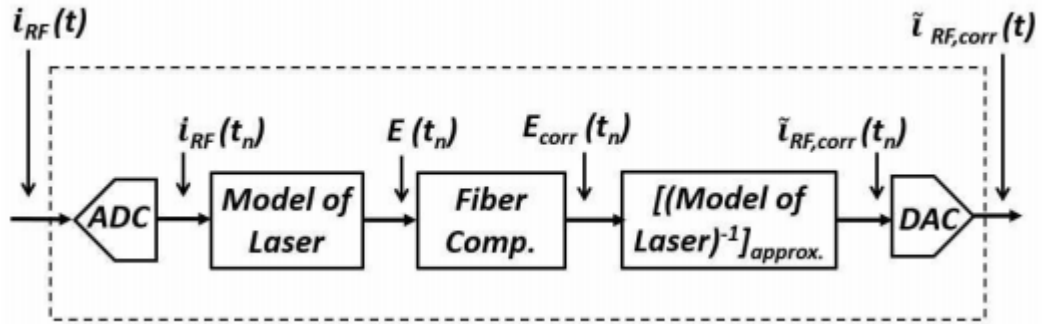 i_RF(t)
ĩ_RF,corr(t)
i_RF(t_n)
E(t_n)
E_corr(t_n)
ĩ_RF,corr(t_n)
ADC
Model of
Laser
Fiber
Comp.
[(Model of
Laser)^-1]_approx.
DAC